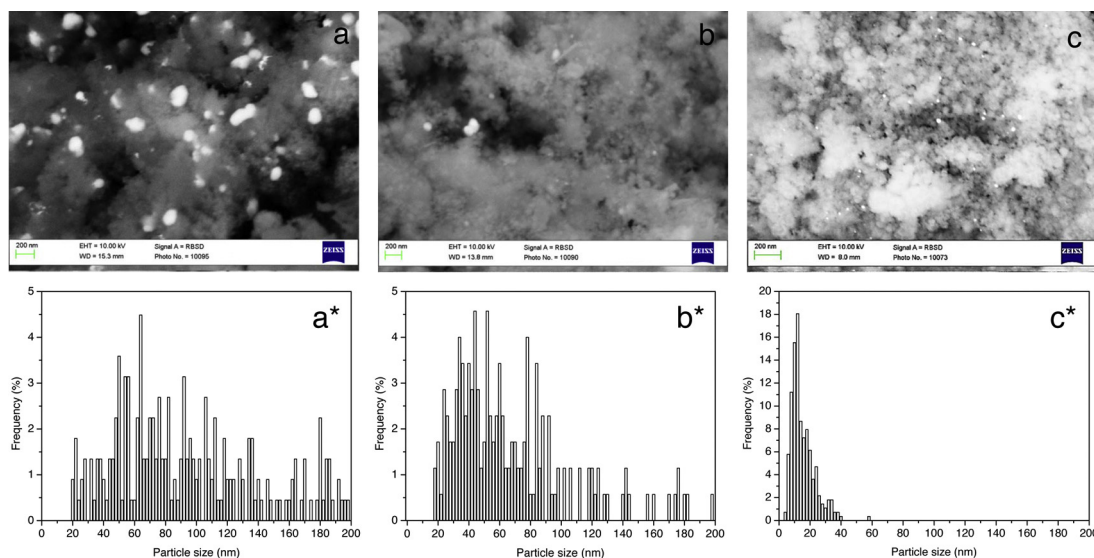 a
200 nm
EHT = 10.00 kV
Signal A = RBSD
WD = 15.3 mm
Photo No. = 10095
ZEISS
b
200 nm
EHT = 10.00 kV
Signal A = RBSD
WD = 13.8 mm
Photo No. = 10090
ZEISS
c
200 nm
EHT = 10.00 kV
Signal A = RBSD
WD = 8.0 mm
Photo No. = 10073
ZEISS
a*
Frequency (%)
5
4
3
2
1
0
0 20 40 60 80 100 120 140 160 180 200
Particle size (nm)
b*
Frequency (%)
5
4
3
2
1
0
0 20 40 60 80 100 120 140 160 180 200
Particle size (nm)
c*
Frequency (%)
20
18
16
14
12
10
8
6
4
2
0
0 20 40 60 80 100 120 140 160 180 200
Particle size (nm)